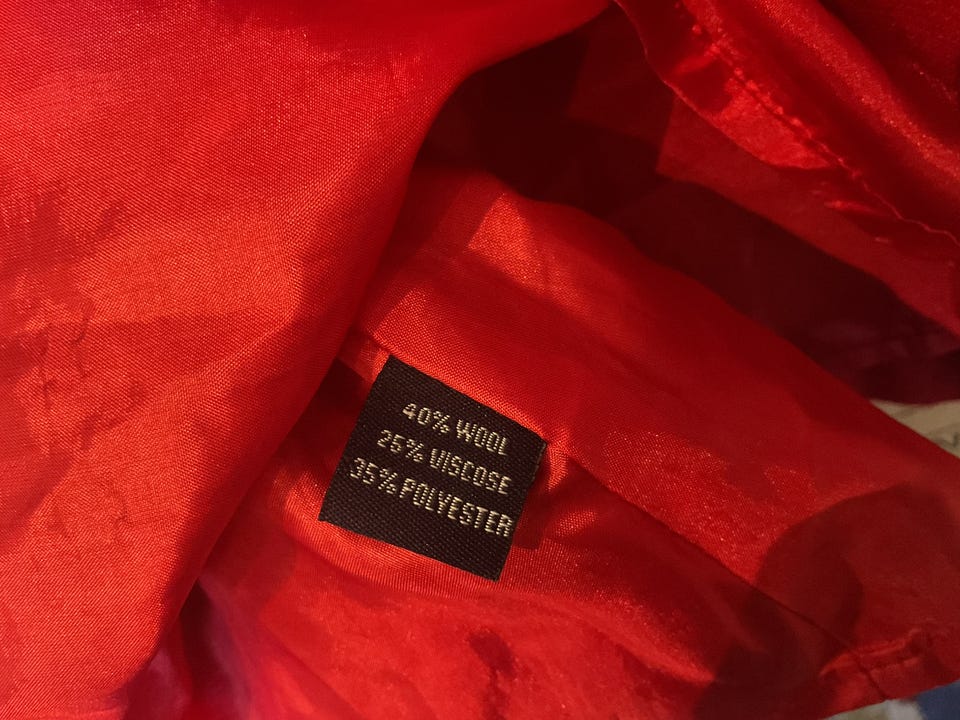 40% WOOL
25% VISCOSE
35% POLYESTER